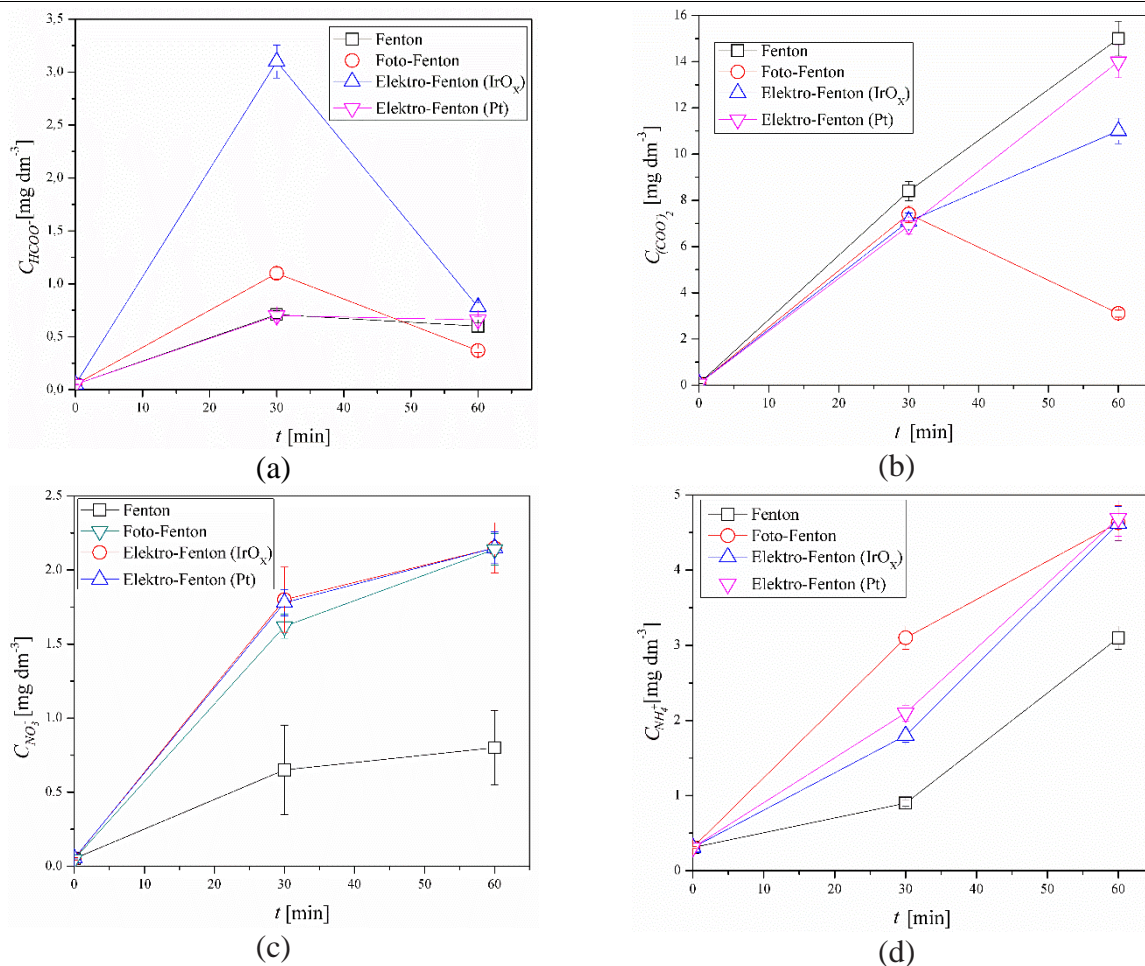 3,5
3,0
2,5
2,0
1,5
1,0
0,5
0,0
0 10 20 30 40 50 60
C_HCOO⁻ [mg dm⁻³]
t [min]
Fenton
Foto-Fenton
Elektro-Fenton (IrOₓ)
Elektro-Fenton (Pt)
(a)
16
14
12
10
8
6
4
2
0
0 10 20 30 40 50 60
C_(COO)₂ [mg dm⁻³]
t [min]
Fenton
Foto-Fenton
Elektro-Fenton (IrOₓ)
Elektro-Fenton (Pt)
(b)
2.5
2.0
1.5
1.0
0.5
0.0
0 10 20 30 40 50 60
C_NO₃⁻ [mg dm⁻³]
t [min]
Fenton
Foto-Fenton
Elektro-Fenton (IrOₓ)
Elektro-Fenton (Pt)
(c)
5
4
3
2
1
0
0 10 20 30 40 50 60
C_NH₄⁺ [mg dm⁻³]
t [min]
Fenton
Foto-Fenton
Elektro-Fenton (IrOₓ)
Elektro-Fenton (Pt)
(d)